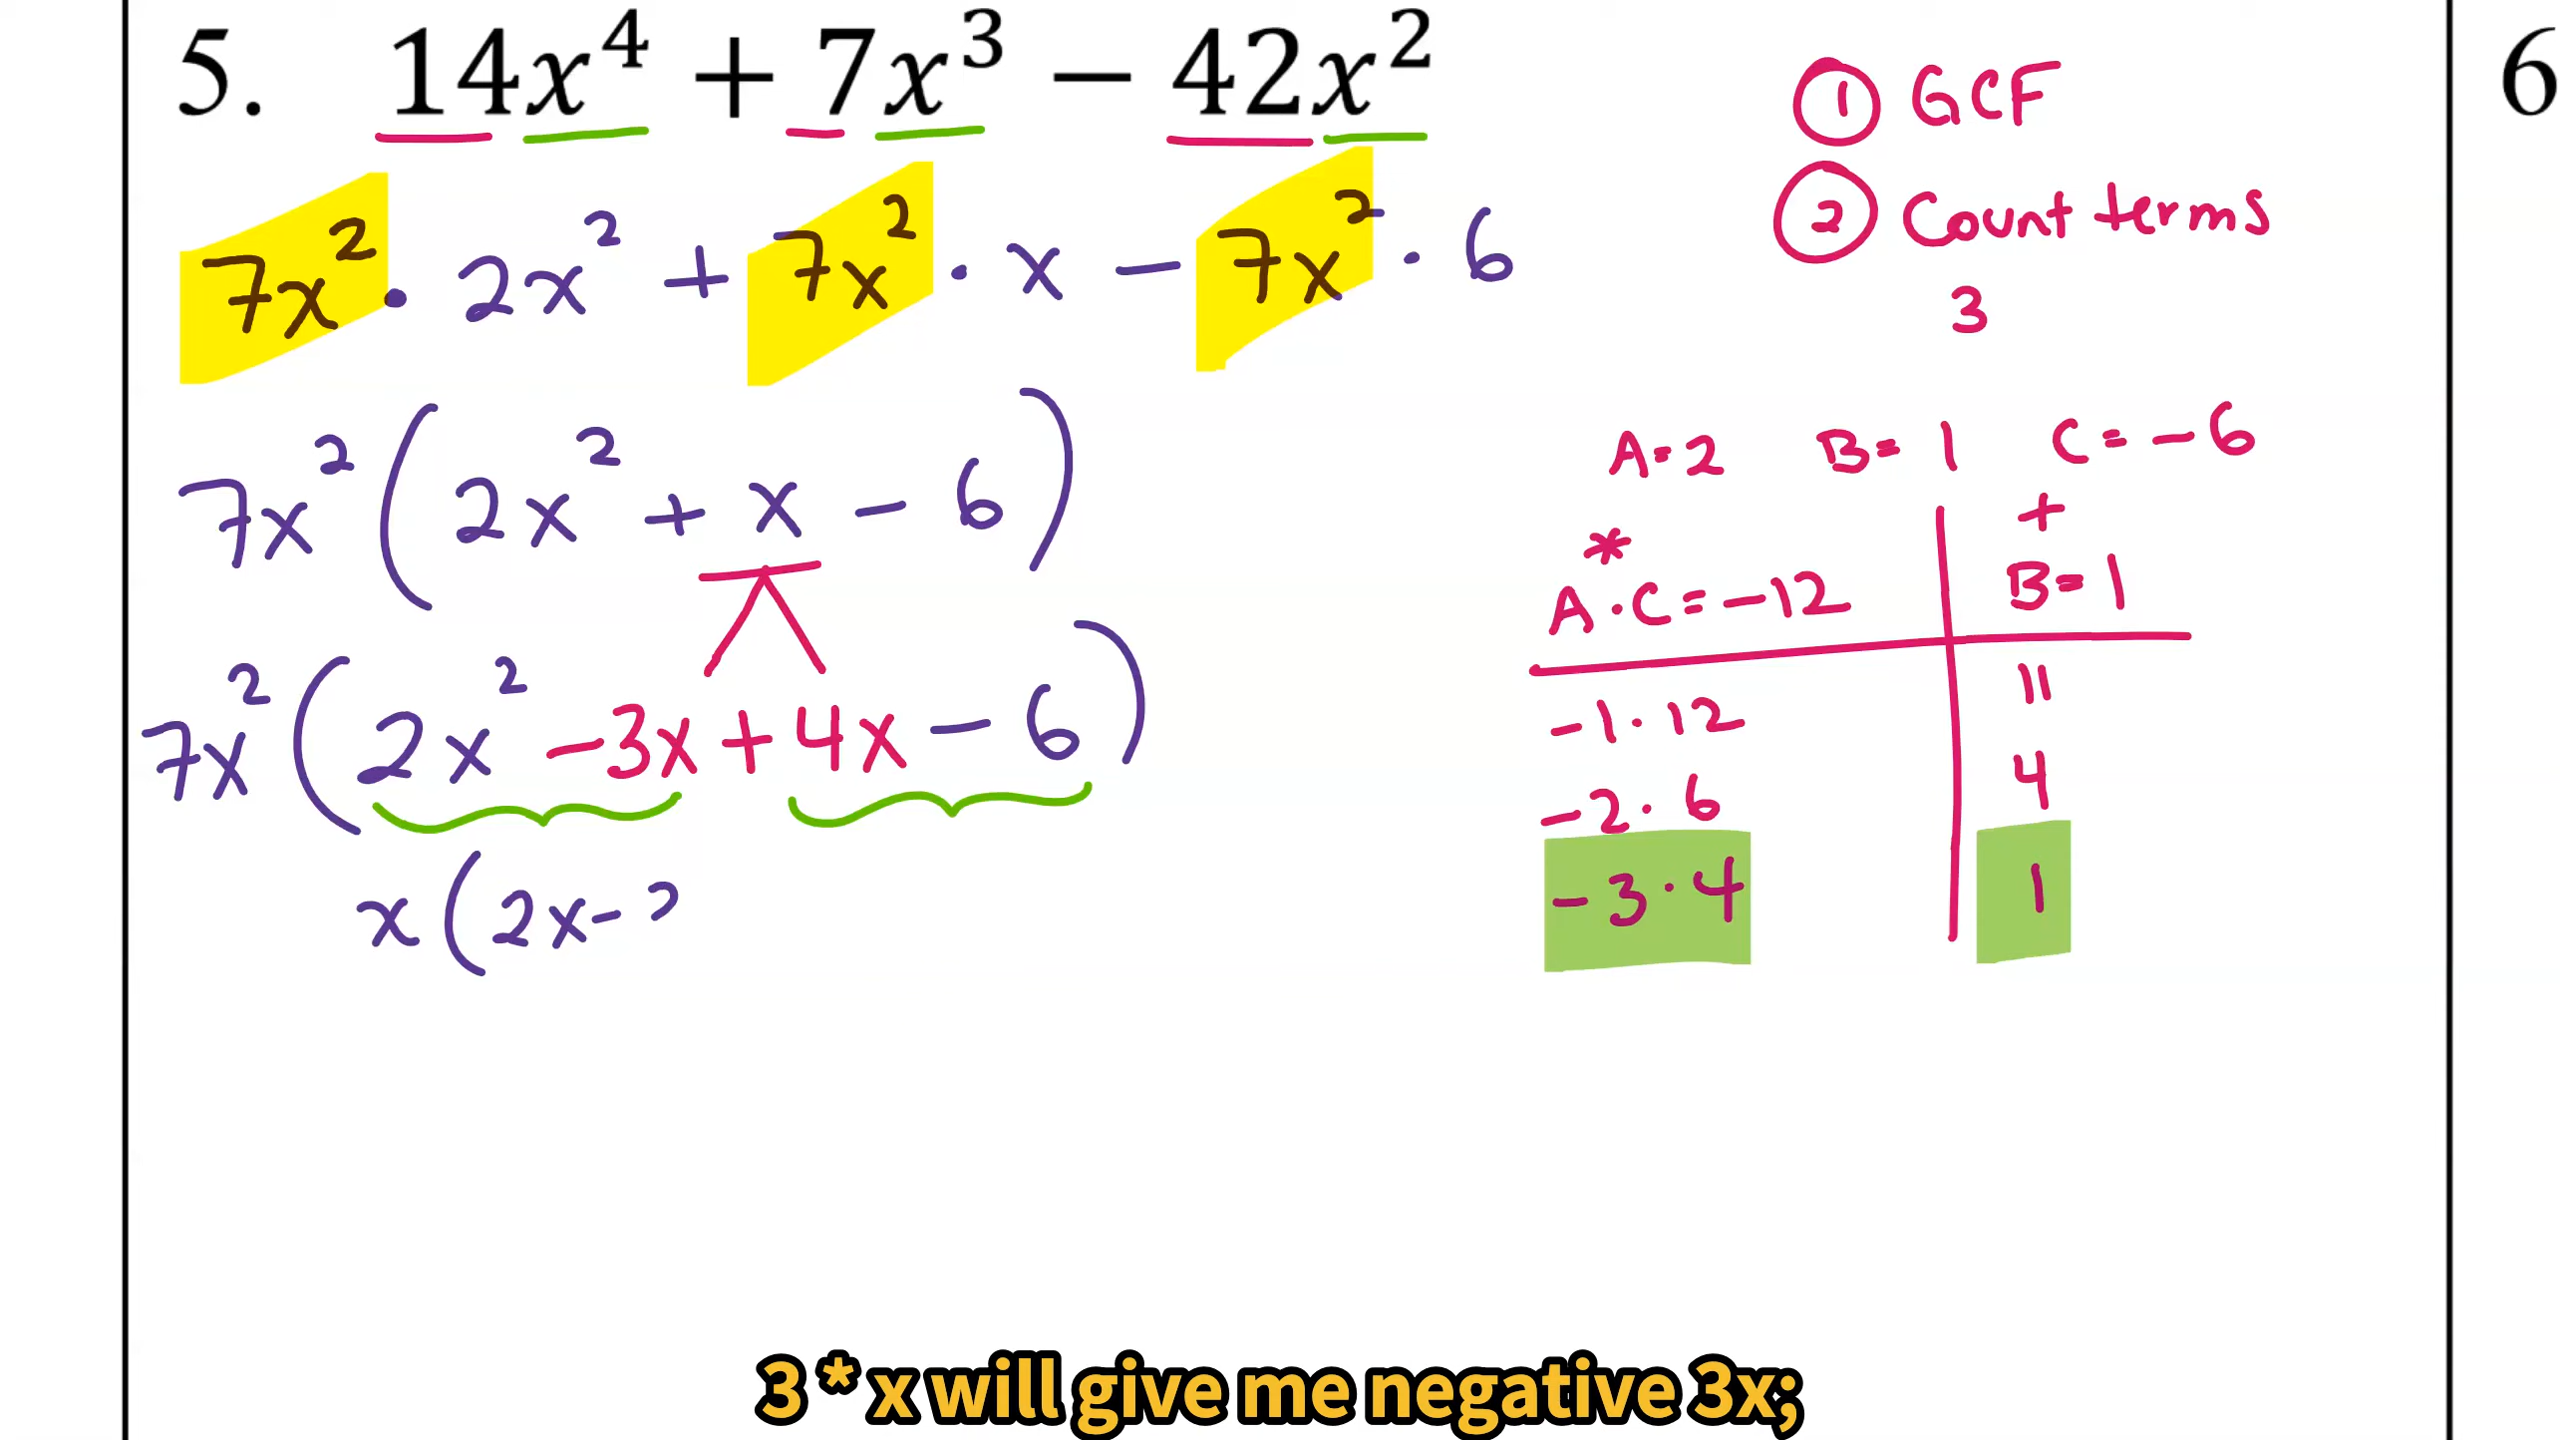 5. 14x⁴ + 7x³ − 42x²
6
① GCF
② Count terms
3
7x² · 2x² + 7x² · x − 7x² · 6
7x² (2x² + x − 6)
7x² (2x² − 3x + 4x − 6)
x (2x −
A = 2 B = 1 C = −6
* +
A · C = −12 B = 1
−1 · 12 11
−2 · 6 4
−3 · 4 1
3 * x will give me negative 3x;